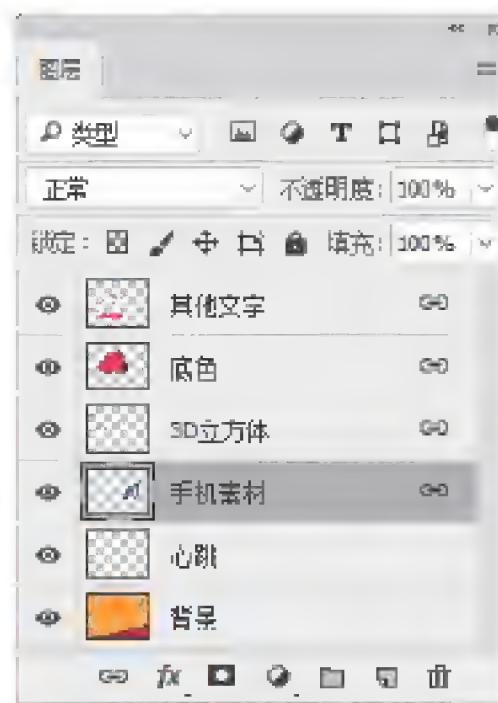 图层
类型
正常 不透明度: 100%
锁定: 填充: 100%
其他文字
底色
3D立方体
手机素材
心跳
背景
fx